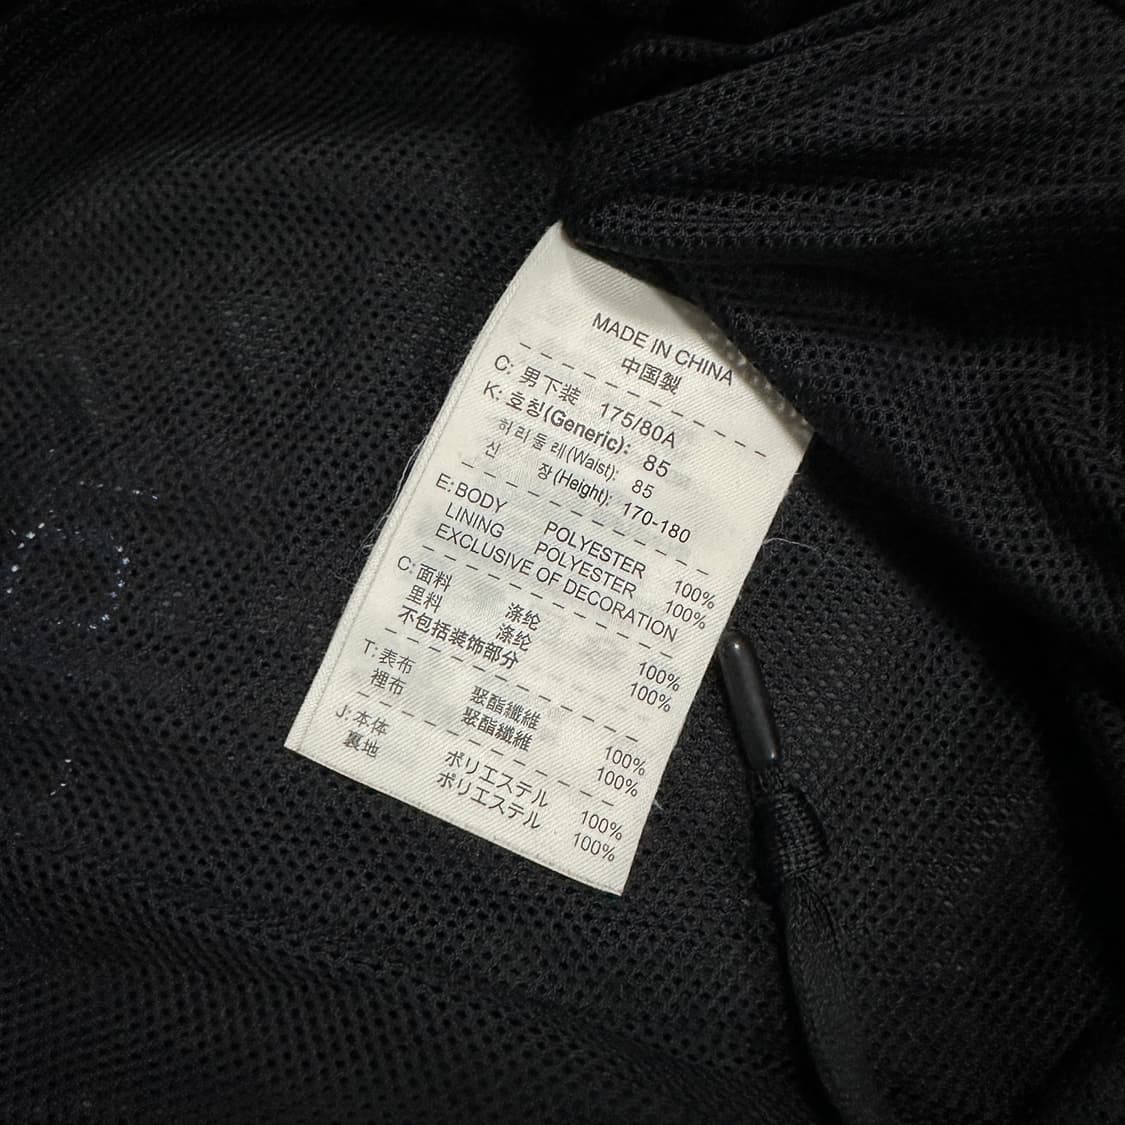 MADE IN CHINA
中国製
C: 男下装 175/80A
K: 호칭(Generic): 85
허리둘레(Waist): 85
신 장(Height): 170-180
E: BODY POLYESTER 100%
LINING POLYESTER 100%
EXCLUSIVE OF DECORATION
C: 面料 涤纶 100%
里料 涤纶 100%
不包括装饰部分
T: 表布 聚酯纖維 100%
裡布 聚酯纖維 100%
J: 本体 ポリエステル 100%
裏地 ポリエステル 100%